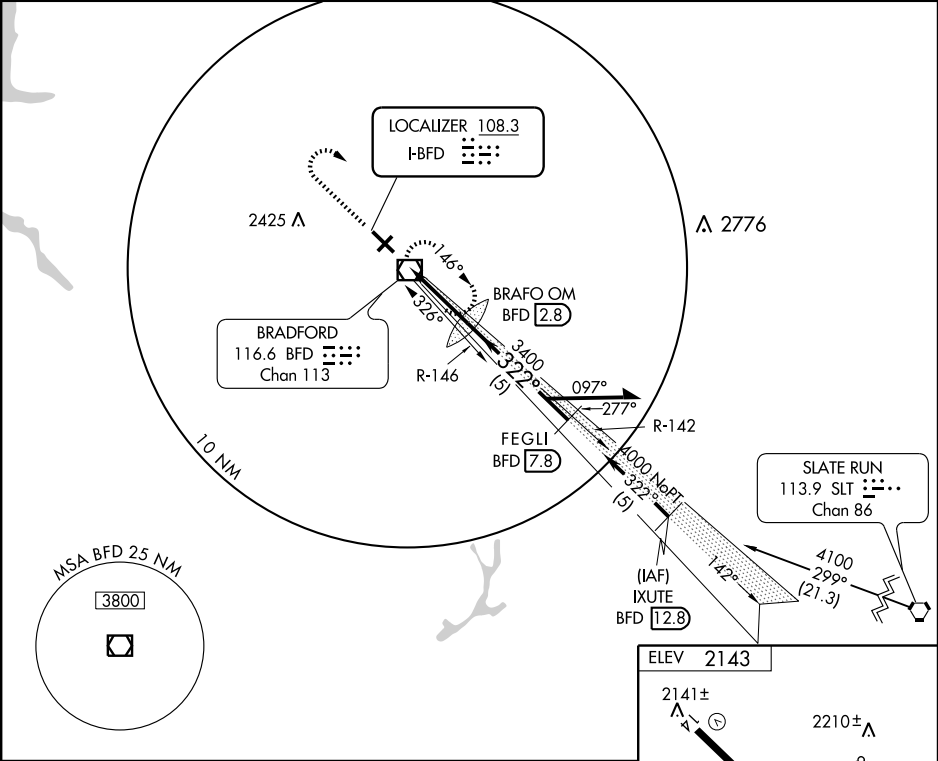 LOCALIZER 108.3
I-BFD
2425
2776
146°
BRAFO OM
BFD 2.8
326°
BRADFORD
116.6 BFD
Chan 113
R-146
3400
322°
(5)
097°
277°
R-142
FEGLI
BFD 7.8
4000 NoPT
322°
(5)
10 NM
SLATE RUN
113.9 SLT
Chan 86
MSA BFD 25 NM
3800
(IAF)
IXUTE
BFD 12.8
142°
4100
299°
(21.3)
ELEV 2143
2141±
14
V
2210±